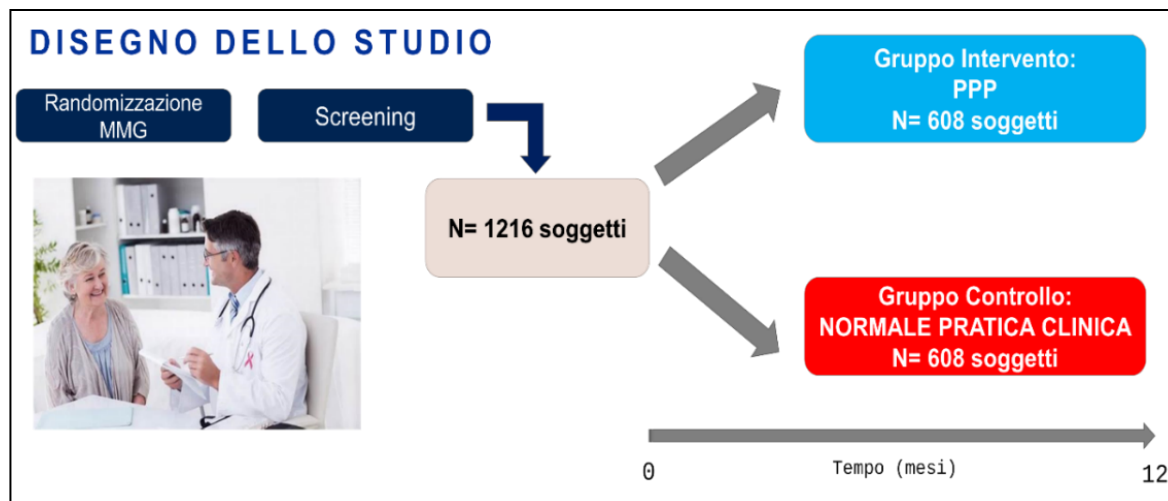 DISEGNO DELLO STUDIO
Randomizzazione
MMG
Screening
N= 1216 soggetti
Gruppo Intervento:
PPP
N= 608 soggetti
Gruppo Controllo:
NORMALE PRATICA CLINICA
N= 608 soggetti
0
Tempo (mesi)
12